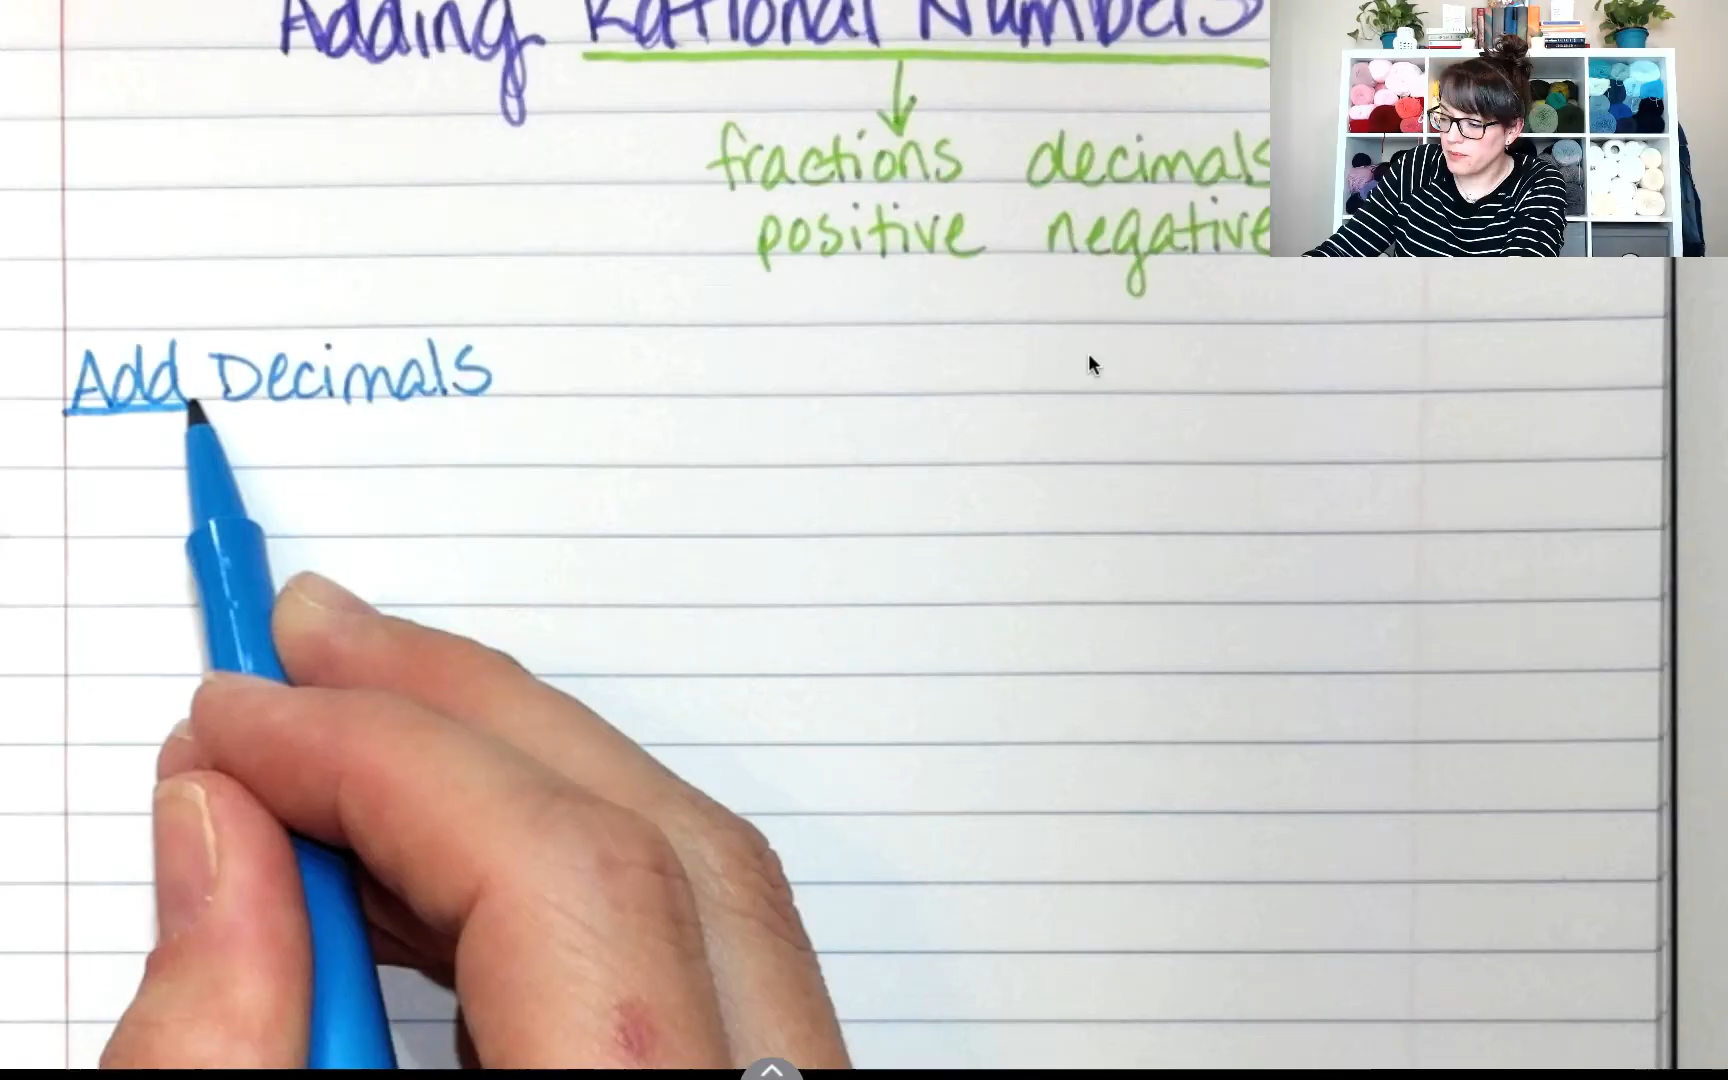 Adding Rational Numbers
fractions decimals
positive negative
Add Decimals